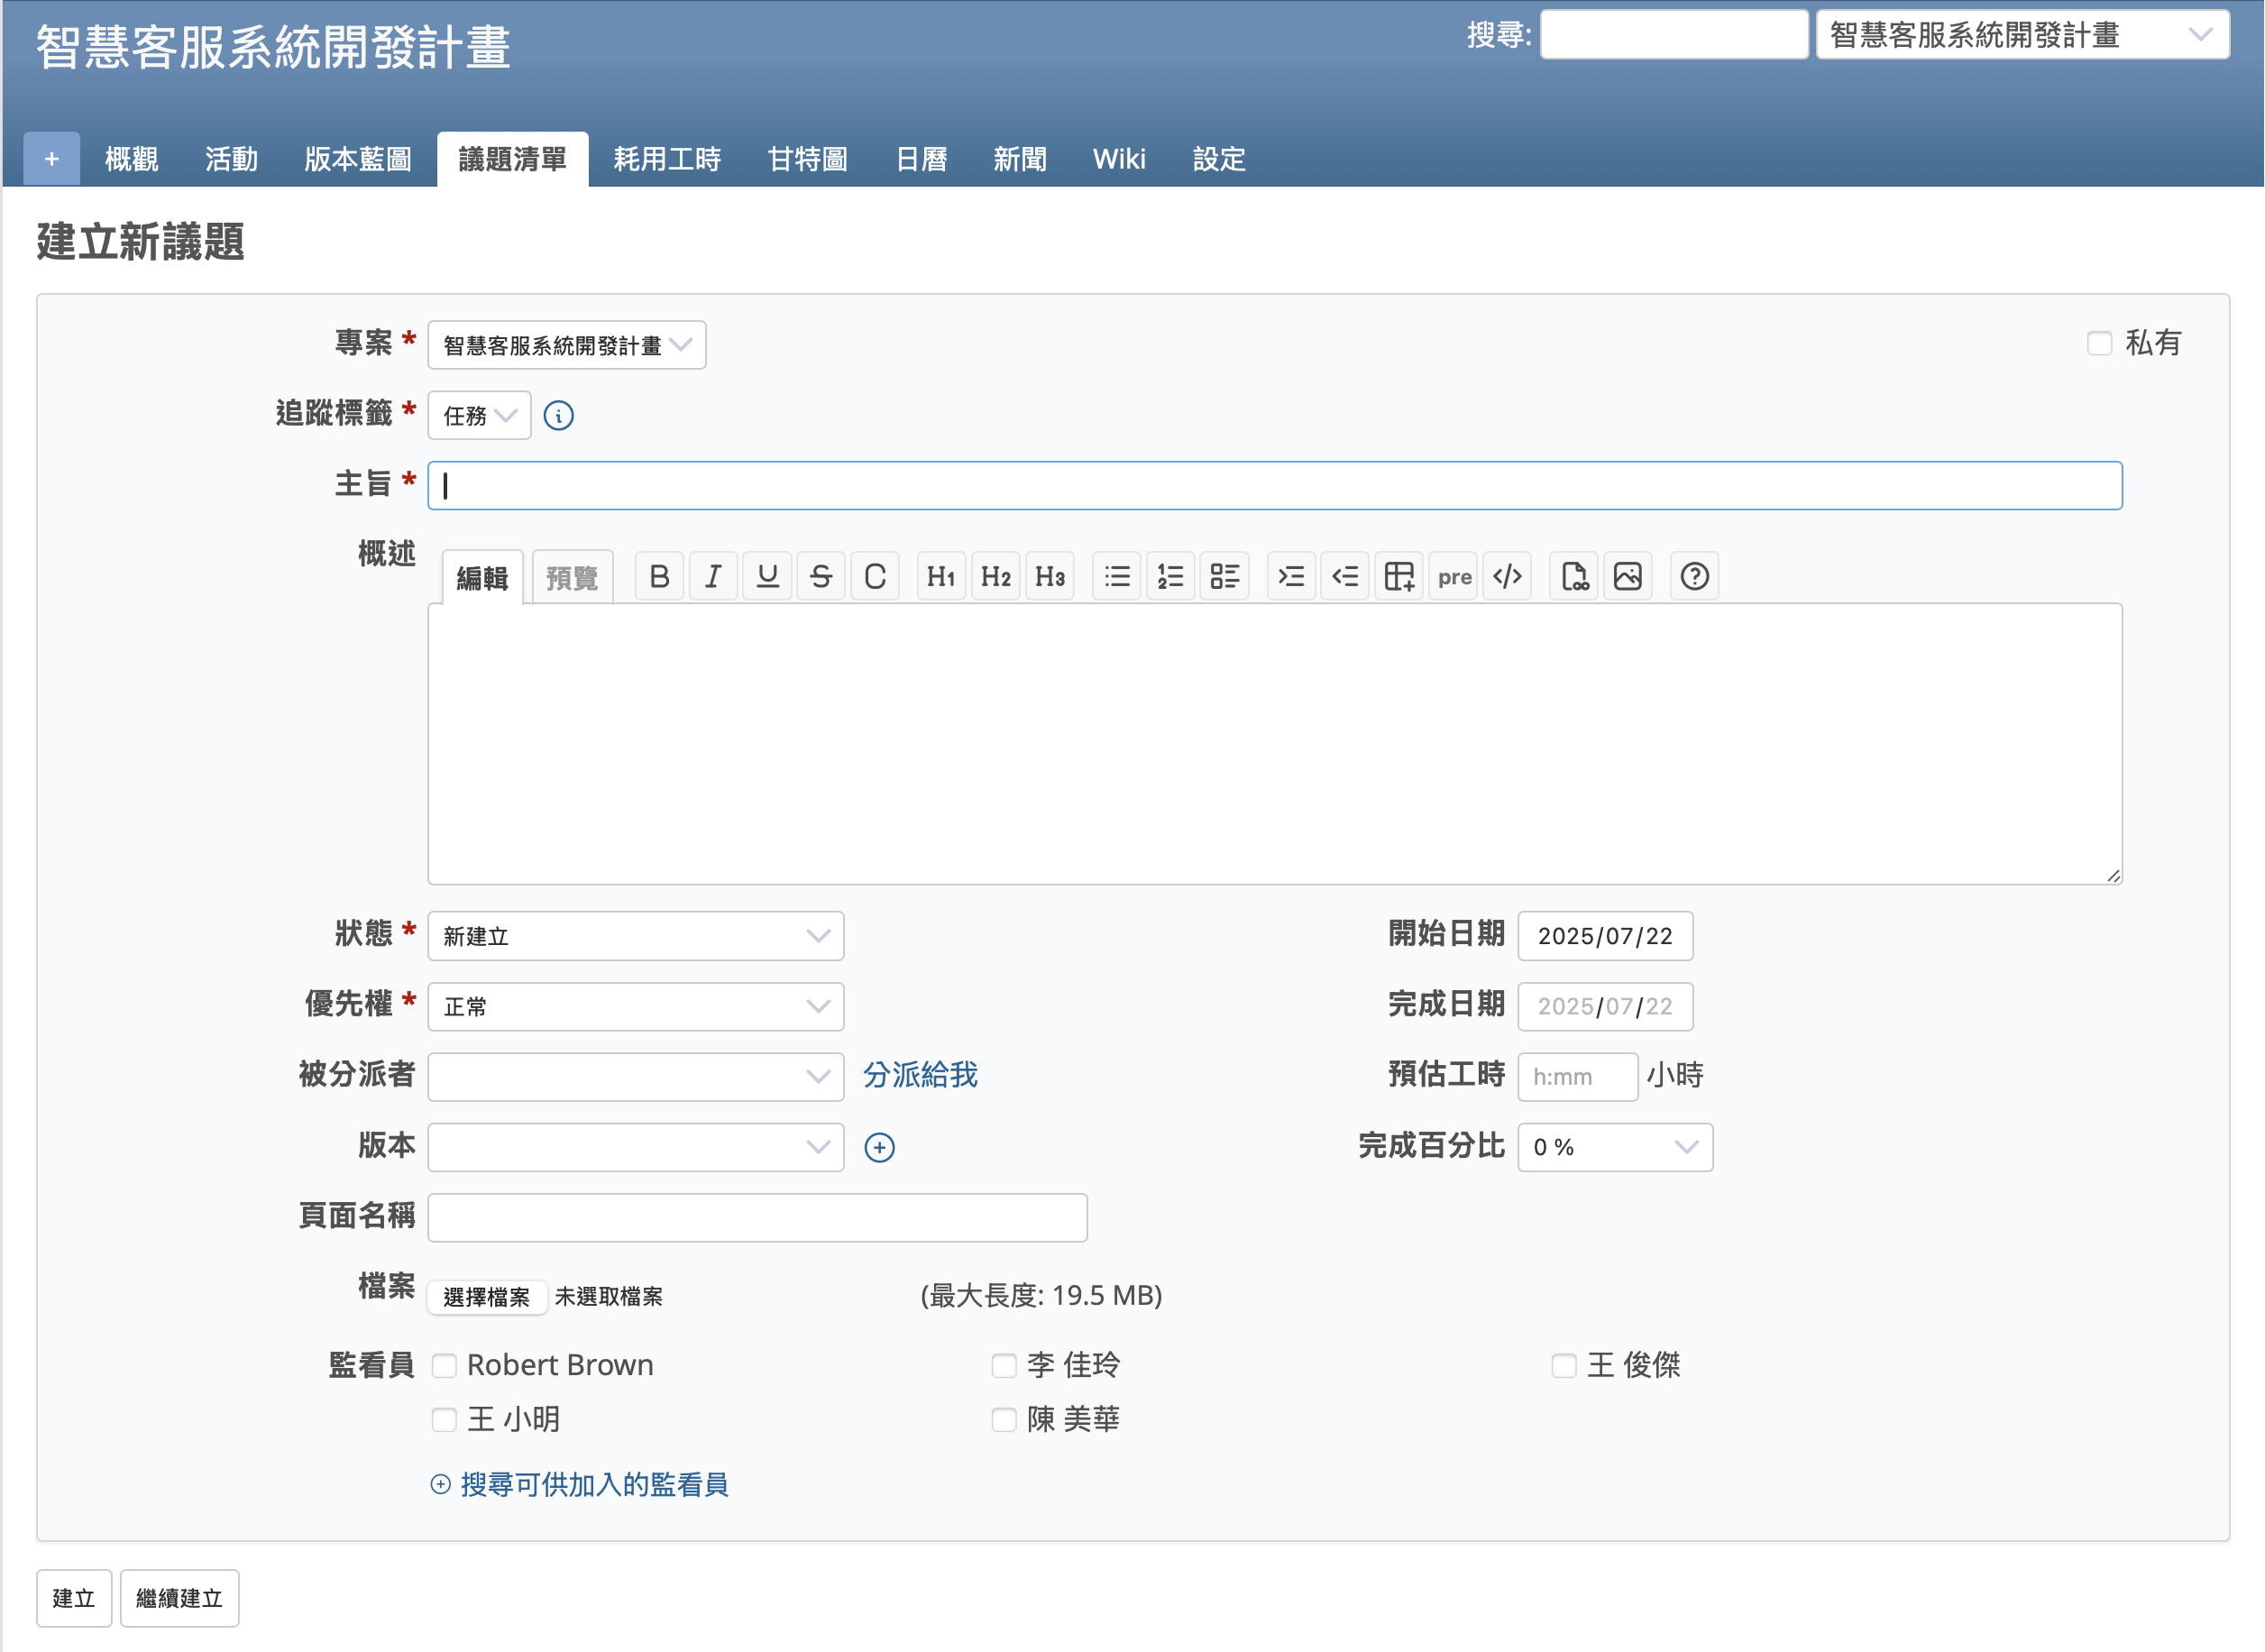 智慧客服系統開發計畫
搜尋: 智慧客服系統開發計畫
+ 概觀 活動 版本藍圖 議題清單 耗用工時 甘特圖 日曆 新聞 Wiki 設定
建立新議題
專案 * 智慧客服系統開發計畫 私有
追蹤標籤 * 任務
主旨 *
概述 編輯 預覽 B I U S C H1 H2 H3 pre </> ?
狀態 * 新建立 開始日期 2025/07/22
優先權 * 正常 完成日期 2025/07/22
被分派者 分派給我 預估工時 h:mm 小時
版本 完成百分比 0 %
頁面名稱
檔案 選擇檔案 未選取檔案 (最大長度: 19.5 MB)
監看員 Robert Brown 李 佳玲 王 俊傑
王 小明 陳 美華
搜尋可供加入的監看員
建立 繼續建立